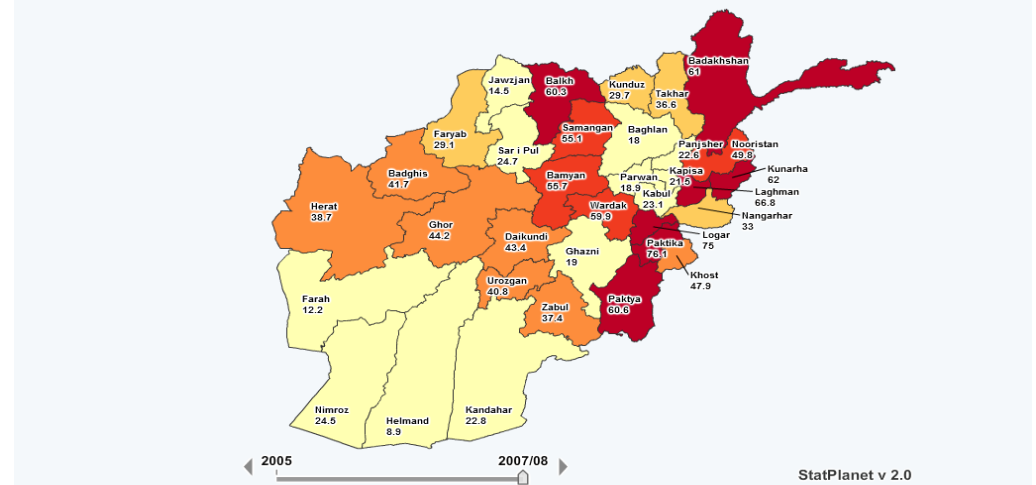 Badakhshan
61
Jawzjan
14.5
Balkh
60.3
Kunduz
29.7
Takhar
36.6
Faryab
29.1
Samangan
55.1
Baghlan
18
Sar i Pul
24.7
Panjsher
22.6
Nooristan
49.8
Badghis
41.7
Bamyan
55.7
Parwan
18.9
Kapisa
21.5
Kunarha
62
Laghman
66.8
Kabul
23.1
Herat
38.7
Wardak
59.9
Nangarhar
33
Ghor
44.2
Daikundi
43.4
Logar
75
Paktika
76.1
Ghazni
19
Khost
47.9
Urozgan
40.8
Farah
12.2
Zabul
37.4
Paktya
60.6
Nimroz
24.5
Helmand
8.9
Kandahar
22.8
2005
2007/08
StatPlanet v 2.0